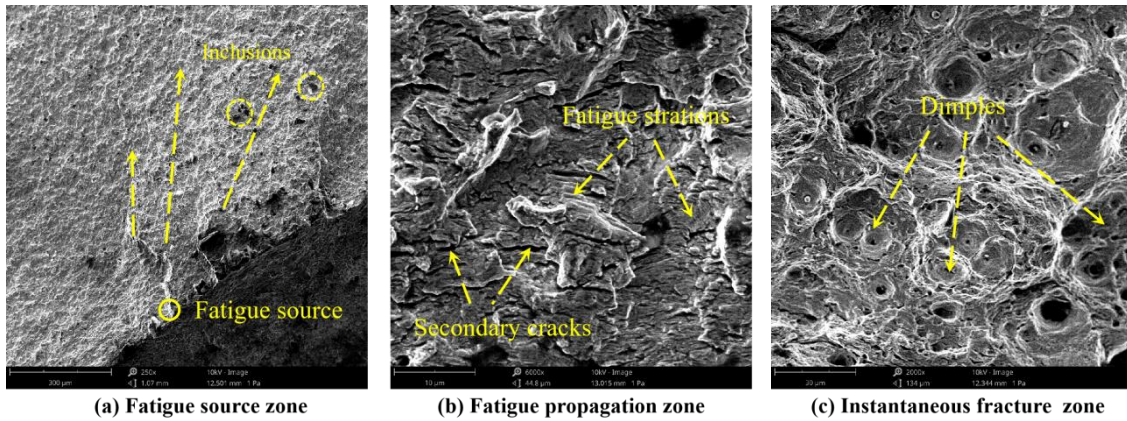 Inclusions
Fatigue source
300 µm
250x
1.07 mm
10kV - Image
12.501 mm 1 Pa
(a) Fatigue source zone
Fatigue strations
Secondary cracks
10 µm
6000x
44.8 µm
10kV - Image
13.015 mm 1 Pa
(b) Fatigue propagation zone
Dimples
30 µm
2000x
134 µm
10kV - Image
12.344 mm 1 Pa
(c) Instantaneous fracture zone